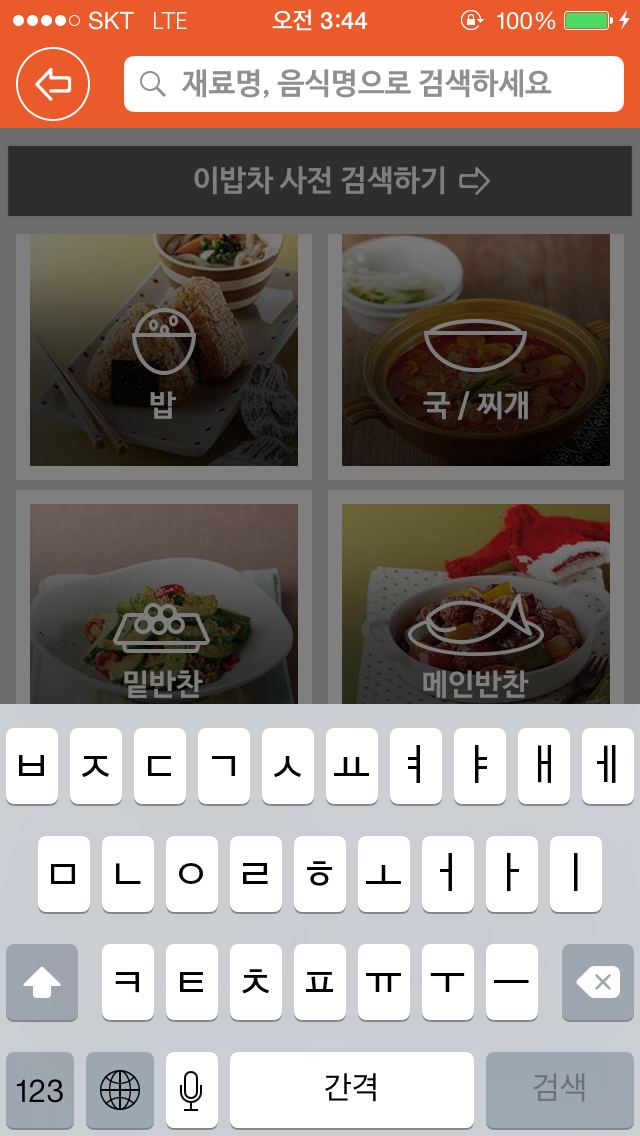 SKT LTE 오전 3:44 100%
재료명, 음식명으로 검색하세요
이밥차 사전 검색하기
밥 국 / 찌개
밑반찬 메인반찬
ㅂ ㅈ ㄷ ㄱ ㅅ ㅛ ㅕ ㅑ ㅐ ㅔ
ㅁ ㄴ ㅇ ㄹ ㅎ ㅗ ㅓ ㅏ ㅣ
ㅋ ㅌ ㅊ ㅍ ㅠ ㅜ ㅡ
123 간격 검색